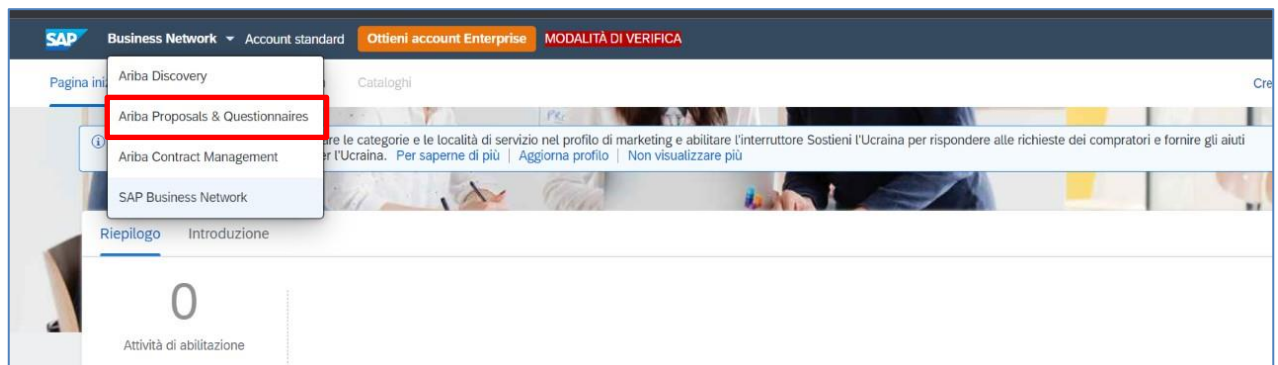 SAP Business Network Account standard Ottieni account Enterprise MODALITÀ DI VERIFICA
Pagina Cataloghi
Ariba Discovery
Ariba Proposals & Questionnaires
Ariba Contract Management
SAP Business Network
le categorie e le località di servizio nel profilo di marketing e abilitare l'interruttore Sostieni l'Ucraina per rispondere alle richieste dei compratori e fornire gli aiuti
l'Ucraina. Per saperne di più | Aggiorna profilo | Non visualizzare più
Riepilogo Introduzione
0
Attività di abilitazione